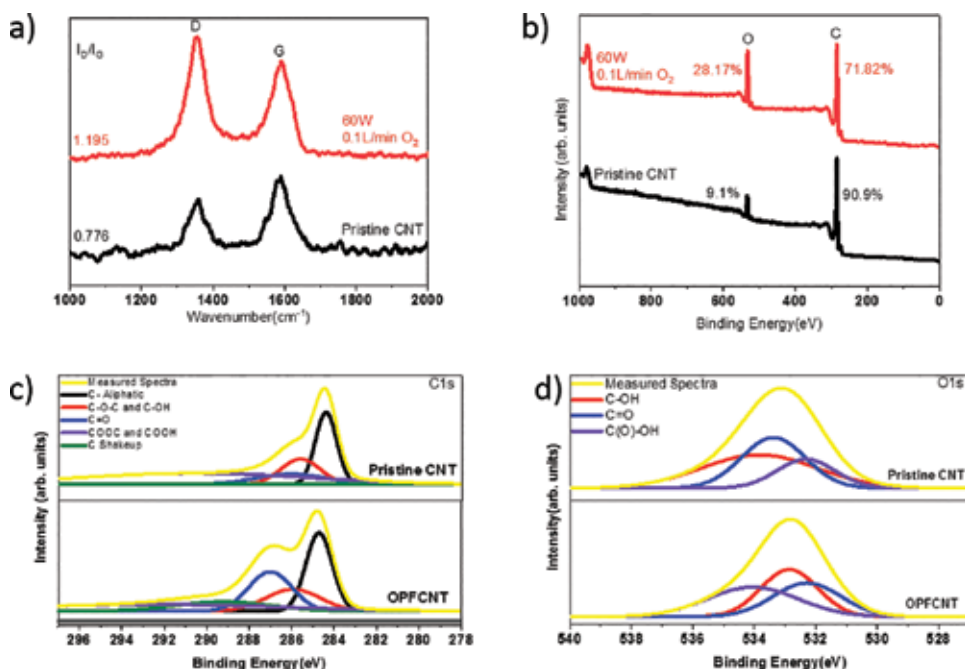 a)
I_D/I_G
D
G
1.195
60W
0.1L/min O₂
0.776
Pristine CNT
1000 1200 1400 1600 1800 2000
Wavenumber(cm⁻¹)
b)
Intensity (arb. units)
60W
0.1L/min O₂
O
C
28.17%
71.82%
Pristine CNT
9.1%
90.9%
1000 800 600 400 200 0
Binding Energy(eV)
c)
Intensity (arb. units)
Measured Spectra
C- Aliphatic
C-O-C and C-OH
C=O
COOC and COOH
C Shakeup
C1s
Pristine CNT
OPFCNT
296 294 292 290 288 286 284 282 280 278
Binding Energy(eV)
d)
Intensity(arb. units)
Measured Spectra
C-OH
C=O
C(O)-OH
O1s
Pristine CNT
OPFCNT
540 538 536 534 532 530 528
Binding Energy(eV)